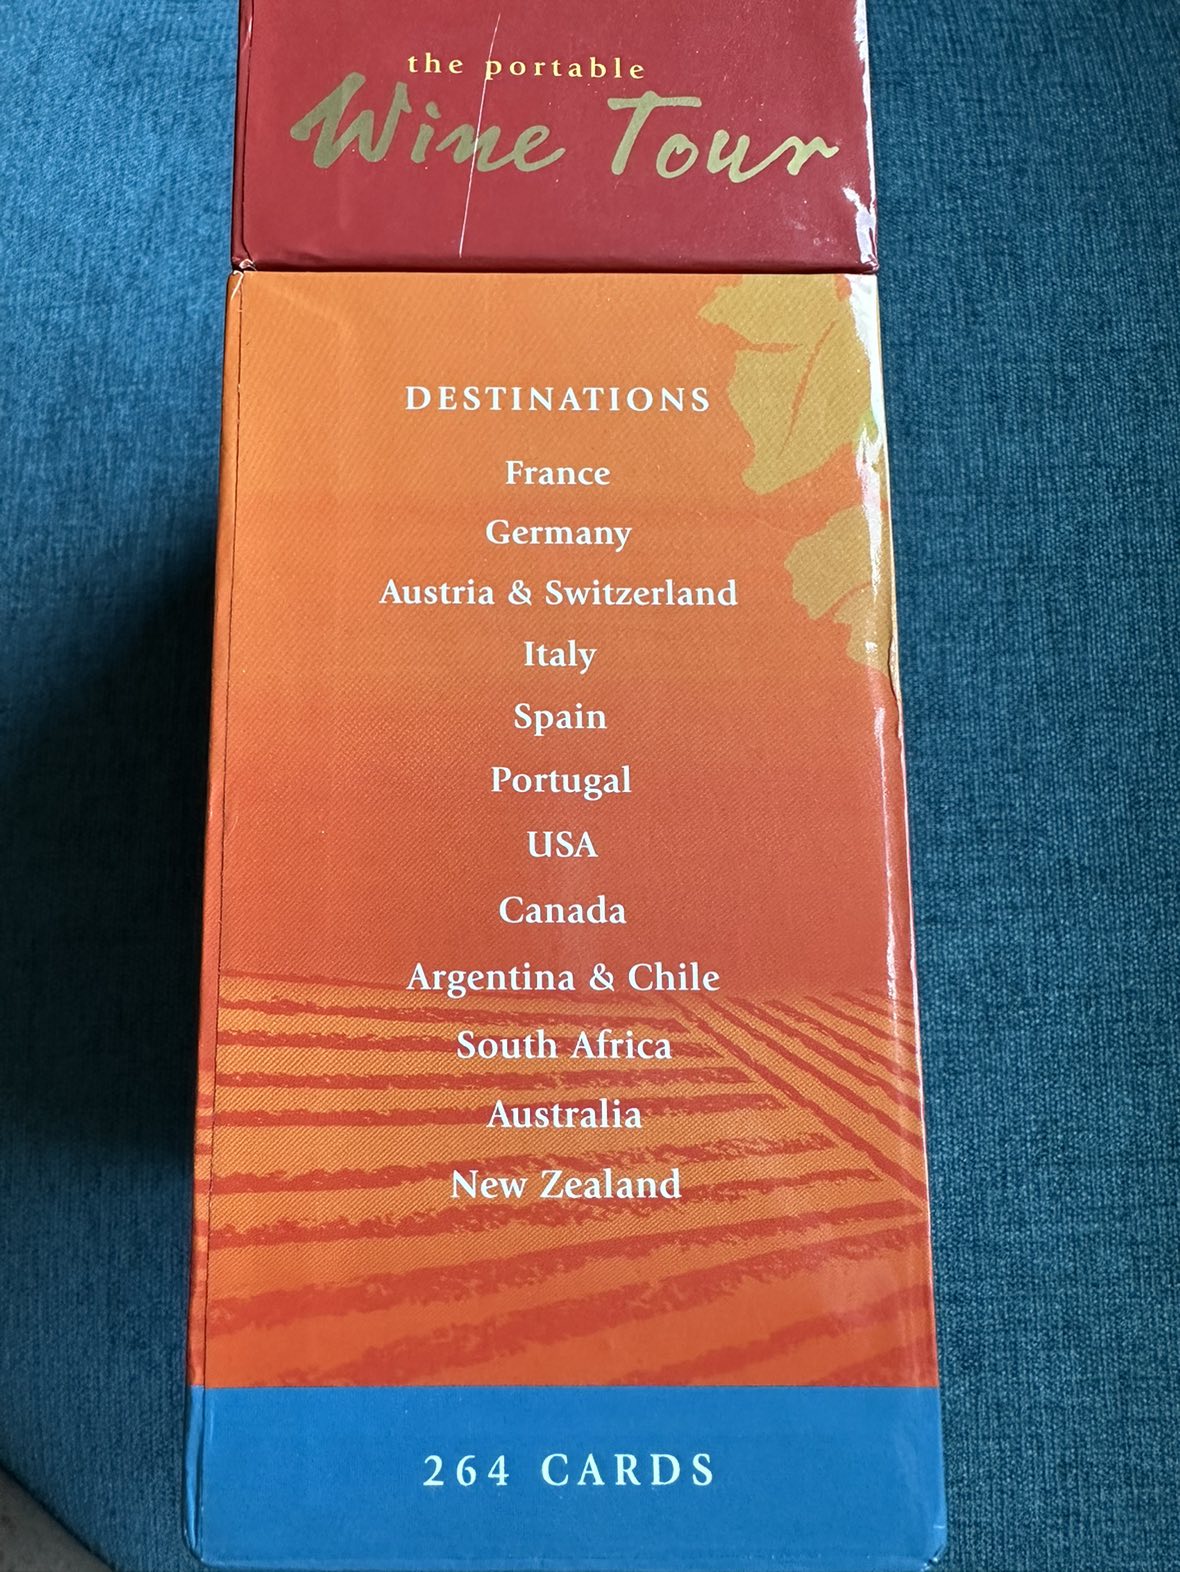 the portable
Wine Tour
DESTINATIONS
France
Germany
Austria & Switzerland
Italy
Spain
Portugal
USA
Canada
Argentina & Chile
South Africa
Australia
New Zealand
264 CARDS